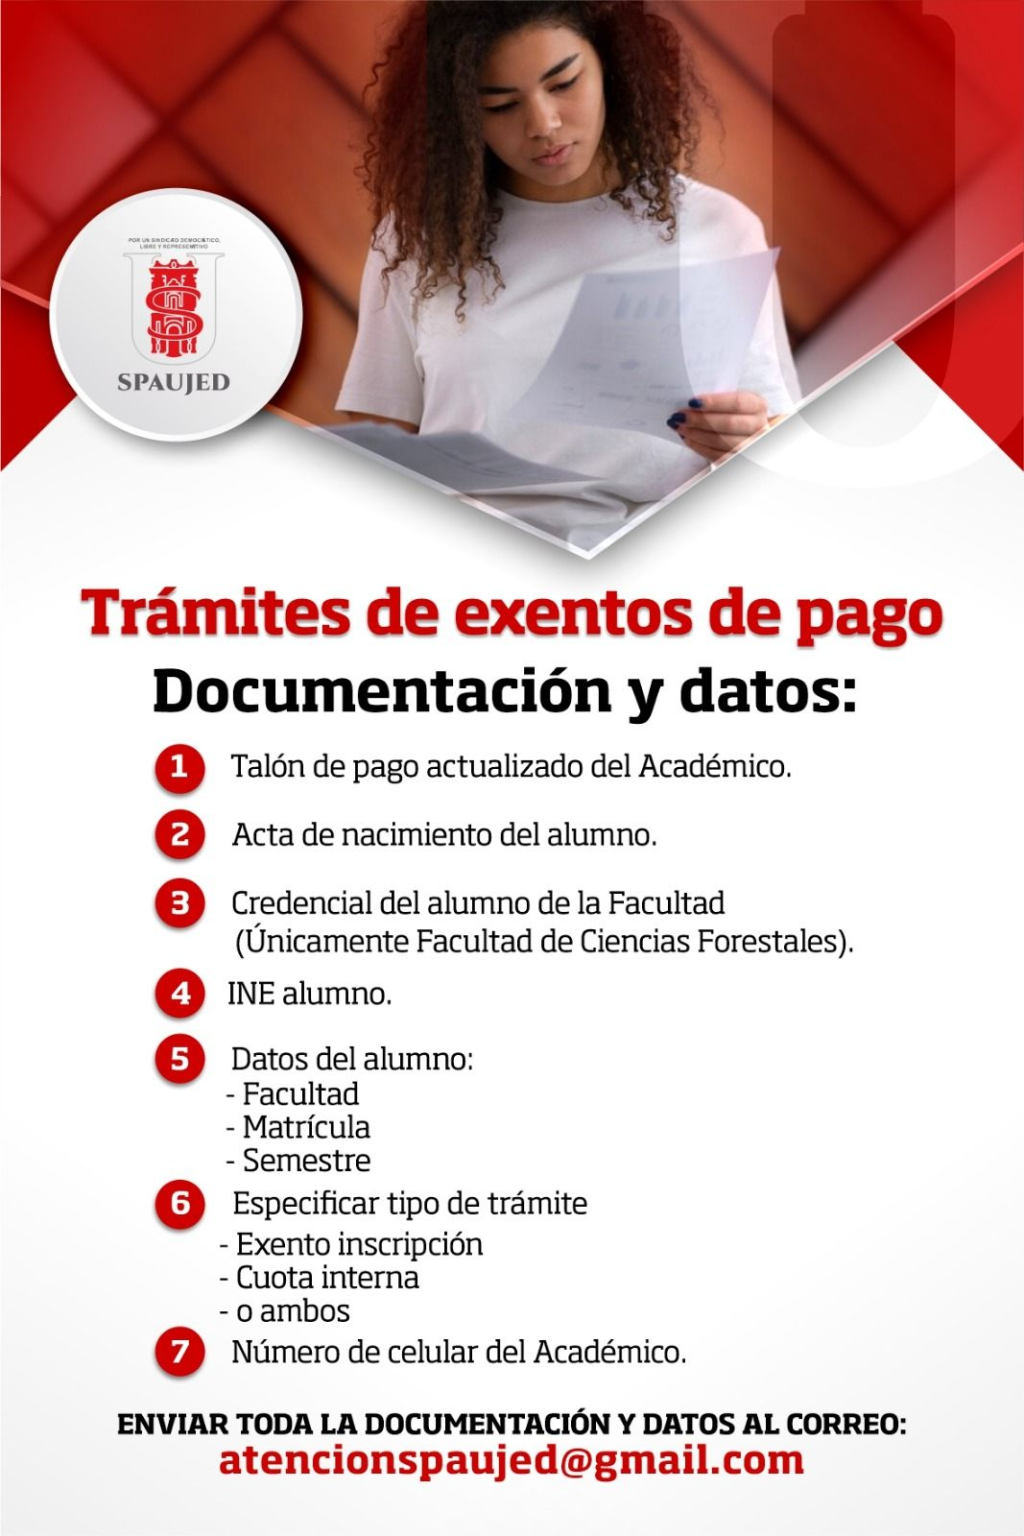 POR UN SINDICATO DEMOCRÁTICO,
LIBRE Y REPRESENTATIVO
SPAUJED
Trámites de exentos de pago
Documentación y datos:
1 Talón de pago actualizado del Académico.
2 Acta de nacimiento del alumno.
3 Credencial del alumno de la Facultad
(Únicamente Facultad de Ciencias Forestales).
4 INE alumno.
5 Datos del alumno:
- Facultad
- Matrícula
- Semestre
6 Especificar tipo de trámite
- Exento inscripción
- Cuota interna
- o ambos
7 Número de celular del Académico.
ENVIAR TODA LA DOCUMENTACIÓN Y DATOS AL CORREO:
atencionspaujed@gmail.com